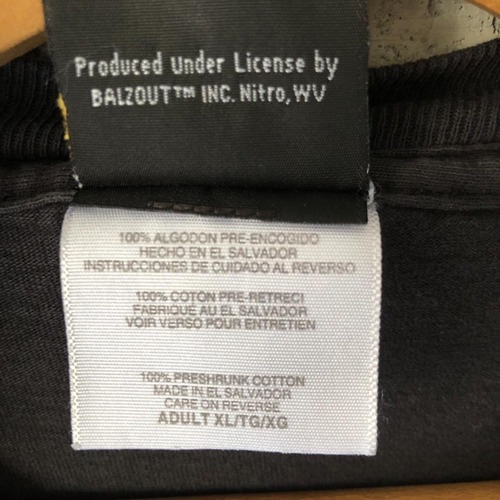 Produced Under License by
BALZOUT™ INC. Nitro, WV
100% ALGODON PRE-ENCOGIDO
HECHO EN EL SALVADOR
INSTRUCCIONES DE CUIDADO AL REVERSO
100% COTON PRE-RETRECI
FABRIQUÉ AU EL SALVADOR
VOIR VERSO POUR ENTRETIEN
100% PRESHRUNK COTTON
MADE IN EL SALVADOR
CARE ON REVERSE
ADULT XL/TG/XG